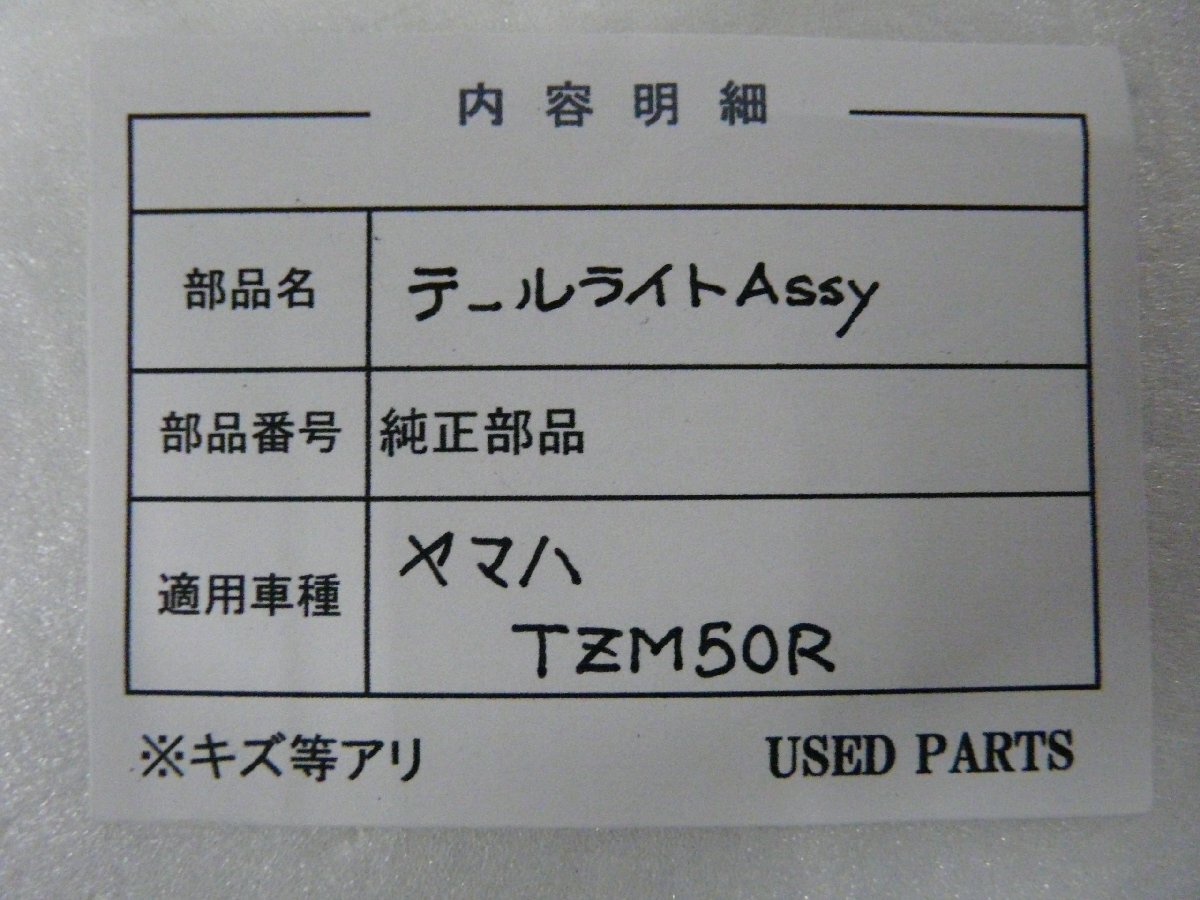 内容明細
部品名 テールライトAssy
部品番号 純正部品
適用車種 ヤマハ
TZM50R
※キズ等アリ USED PARTS